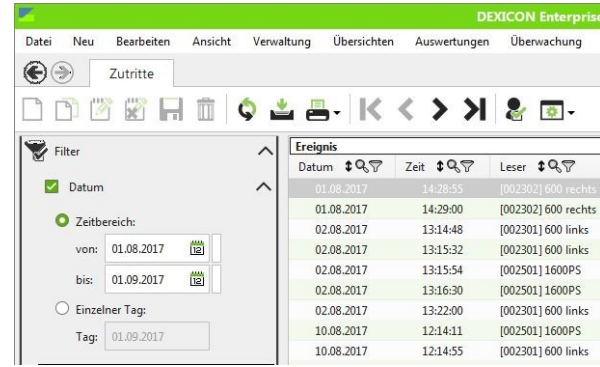 DEXICON Enterprise
Datei Neu Bearbeiten Ansicht Verwaltung Übersichten Auswertungen Überwachung
Zutritte
Filter
Datum
Zeitbereich:
von: 01.08.2017 12
bis: 01.09.2017 12
Einzelner Tag:
Tag: 01.09.2017
Ereignis
Datum Zeit Leser
01.08.2017 14:28:55 [002302] 600 rechts
01.08.2017 14:29:00 [002302] 600 rechts
02.08.2017 13:14:48 [002301] 600 links
02.08.2017 13:15:32 [002301] 600 links
02.08.2017 13:15:54 [002501] 1600PS
02.08.2017 13:16:30 [002501] 1600PS
02.08.2017 13:22:00 [002301] 600 links
10.08.2017 12:14:11 [002501] 1600PS
10.08.2017 12:14:55 [002301] 600 links